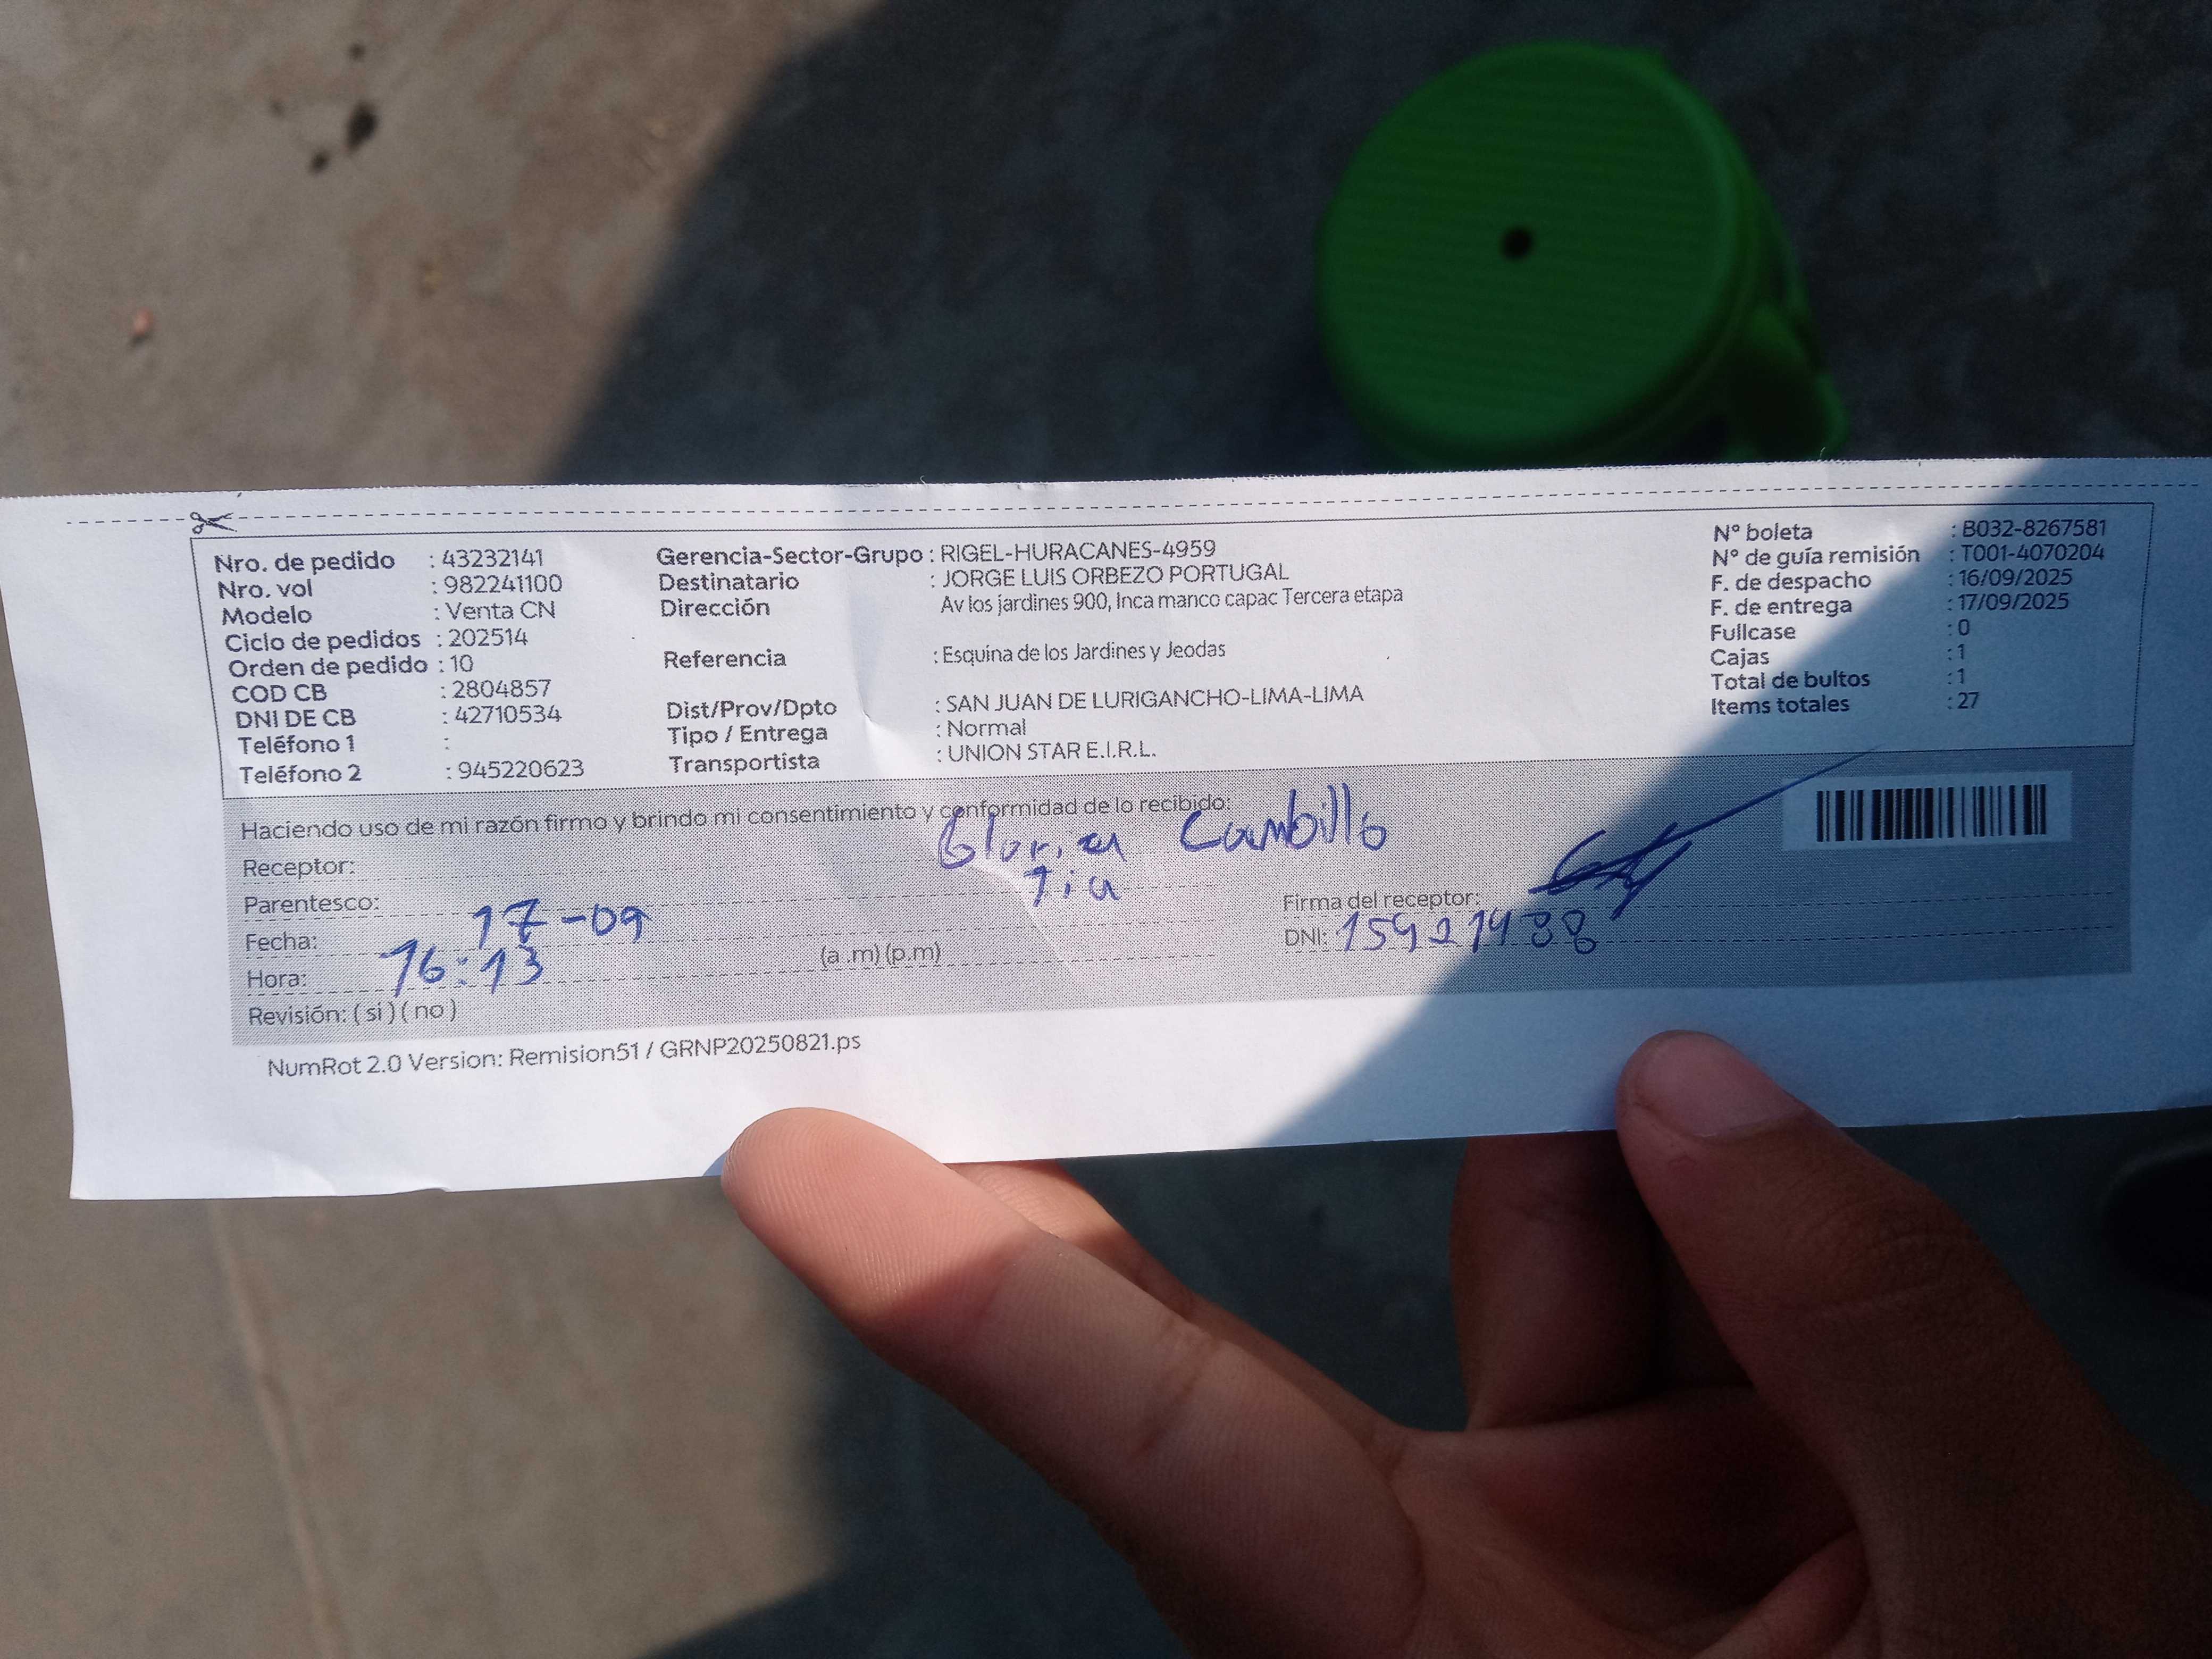 Nro. de pedido : 43232141
Nro. vol : 982241100
Modelo : Venta CN
Ciclo de pedidos : 202514
Orden de pedido : 10
COD CB : 2804857
DNI DE CB : 42710534
Teléfono 1 :
Teléfono 2 : 945220623
Gerencia-Sector-Grupo : RIGEL-HURACANES-4959
Destinatario : JORGE LUIS ORBEZO PORTUGAL
Dirección Av los jardines 900, Inca manco capac Tercera etapa
Referencia : Esquina de los Jardines y Jeodas
Dist/Prov/Dpto : SAN JUAN DE LURIGANCHO-LIMA-LIMA
Tipo / Entrega : Normal
Transportista : UNION STAR E.I.R.L.
N° boleta : B032-8267581
N° de guía remisión : T001-4070204
F. de despacho : 16/09/2025
F. de entrega : 17/09/2025
Fullcase : 0
Cajas : 1
Total de bultos : 1
Items totales : 27
Haciendo uso de mi razón firmo y brindo mi consentimiento y conformidad de lo recibido:
Receptor: Gloria Cambillo
Parentesco: Tia
Firma del receptor:
Fecha: 17-09
DNI:
Hora: 16:13 (a.m) (p.m)
Revisión: ( si ) ( no )
NumRot 2.0 Version: Remision51 / GRNP20250821.ps